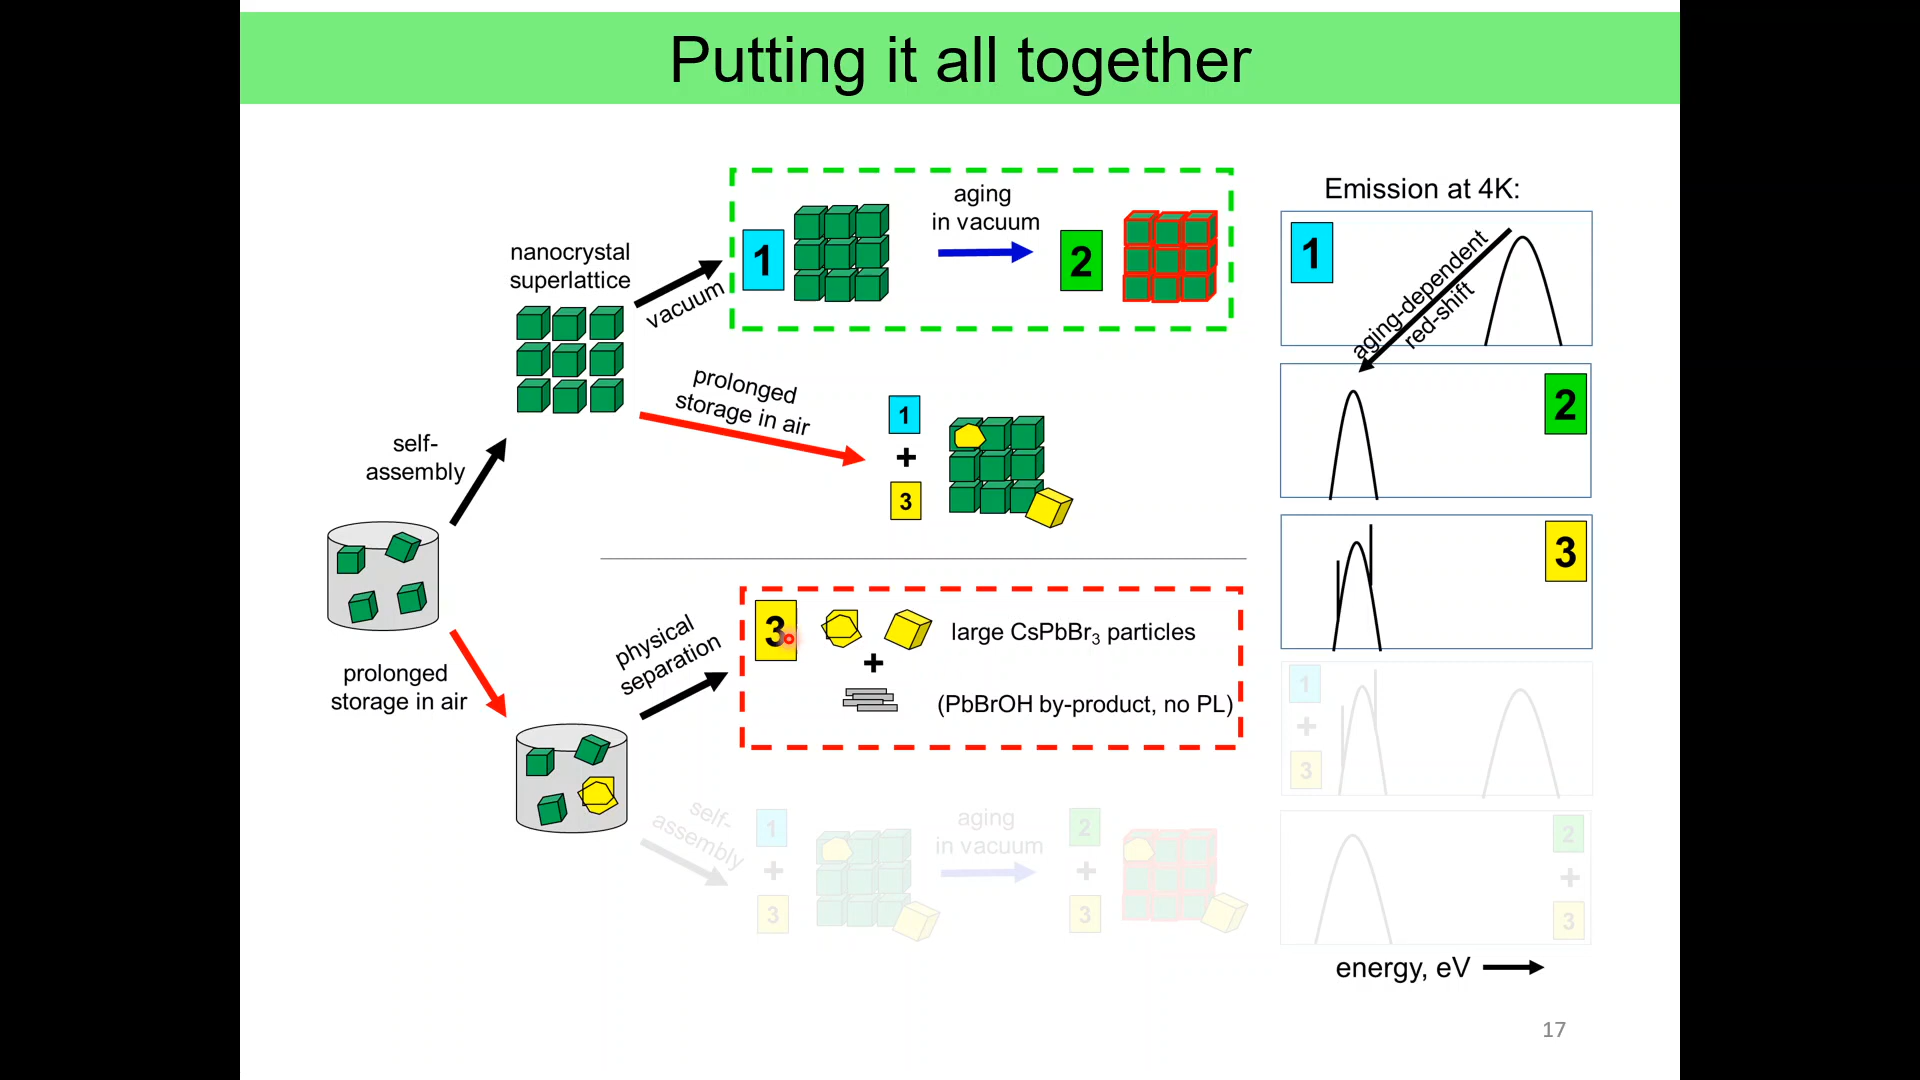 Putting it all together
nanocrystal
superlattice
vacuum
1
aging
in vacuum
2
prolonged
storage in air
1
+
3
self-
assembly
prolonged
storage in air
physical
separation
3
+
large CsPbBr₃ particles
(PbBrOH by-product, no PL)
self-
assembly
1
+
3
aging
in vacuum
2
+
3
Emission at 4K:
1
aging-dependent
red-shift
2
3
1
+
3
2
+
3
energy, eV
17